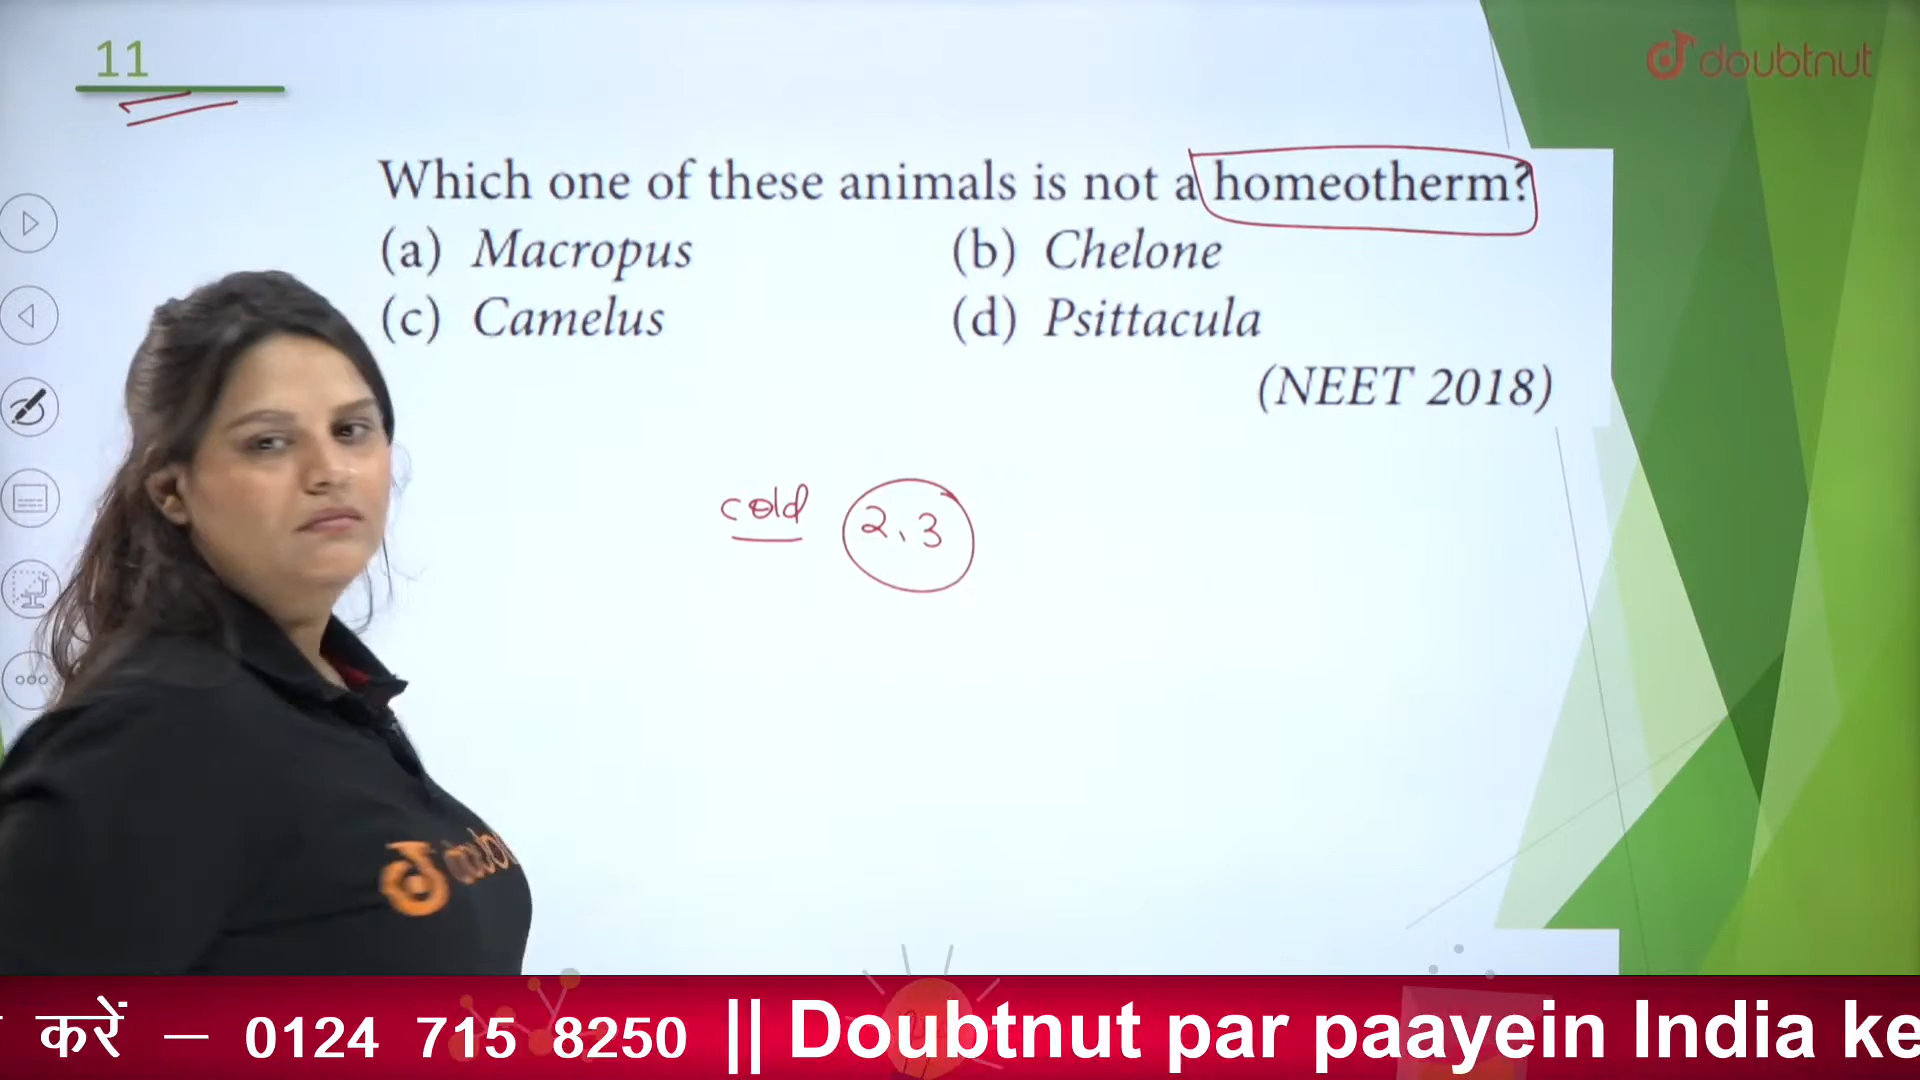 11
doubtnut
Which one of these animals is not a homeotherm?
(a) Macropus (b) Chelone
(c) Camelus (d) Psittacula
(NEET 2018)
cold 2, 3
करें – 0124 715 8250 || Doubtnut par paayein India ke